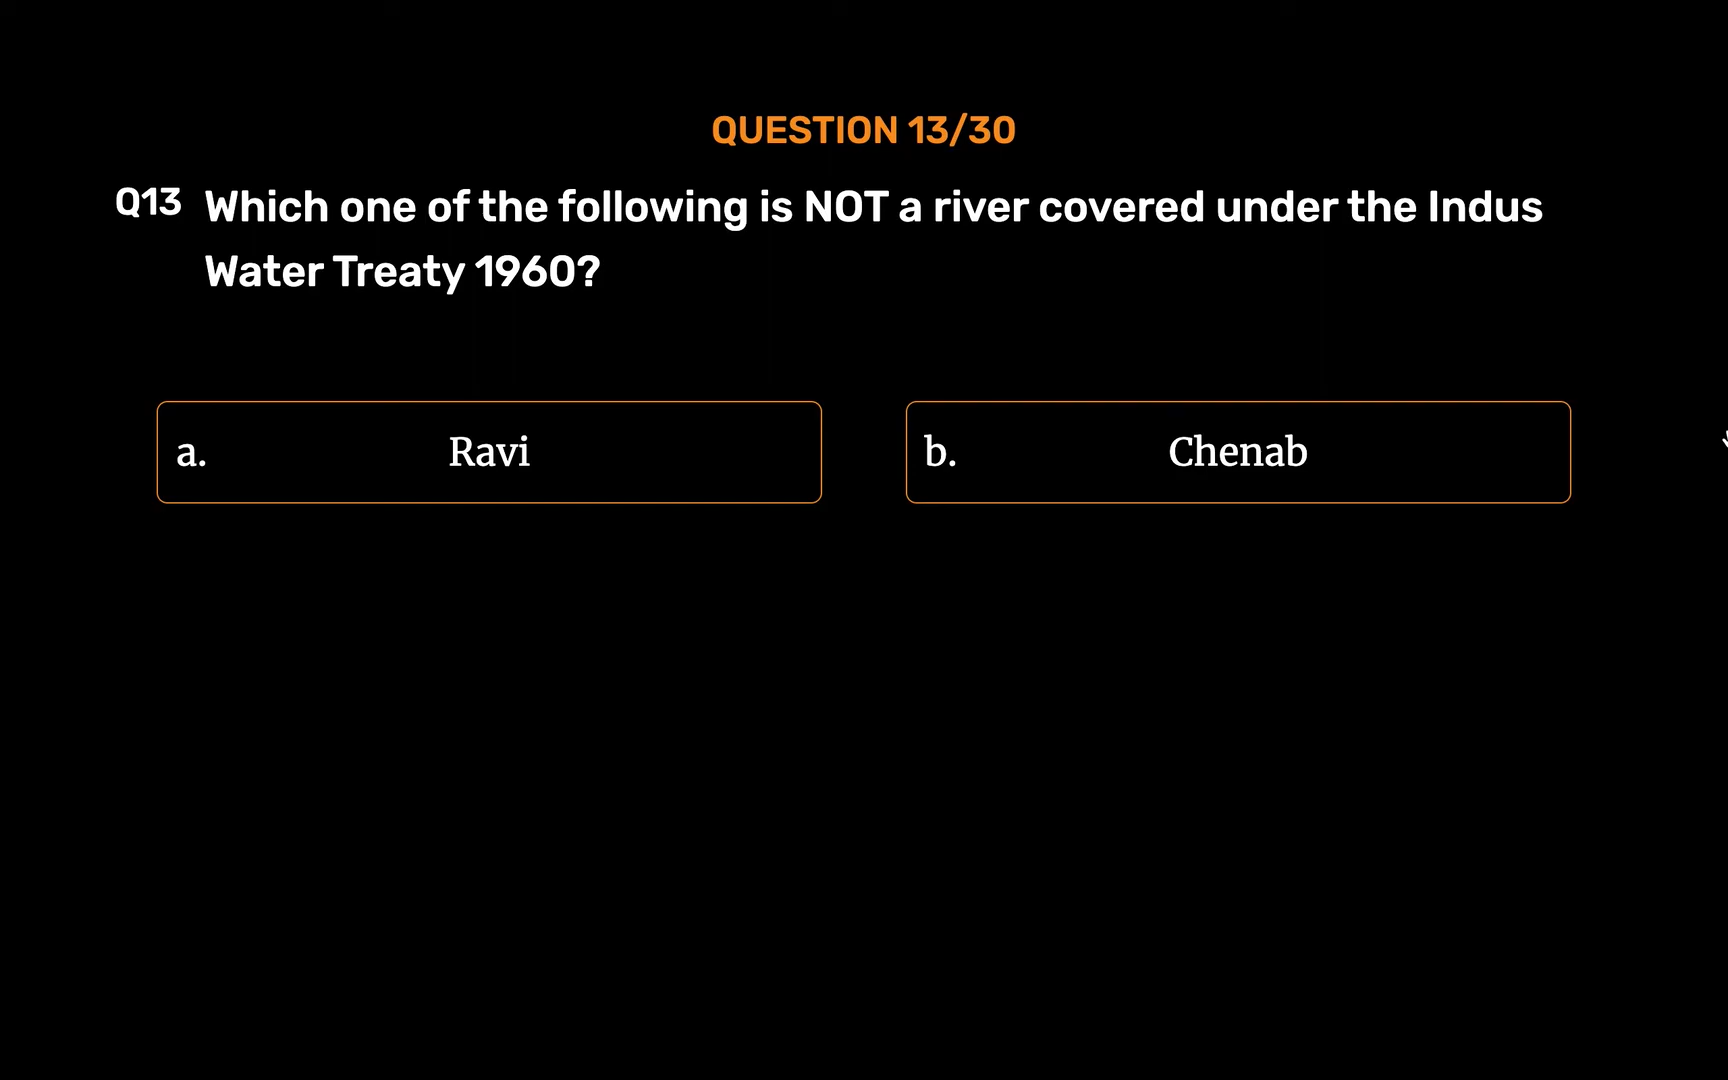 QUESTION 13/30
Q13 Which one of the following is NOT a river covered under the Indus
Water Treaty 1960?
a. Ravi
b. Chenab